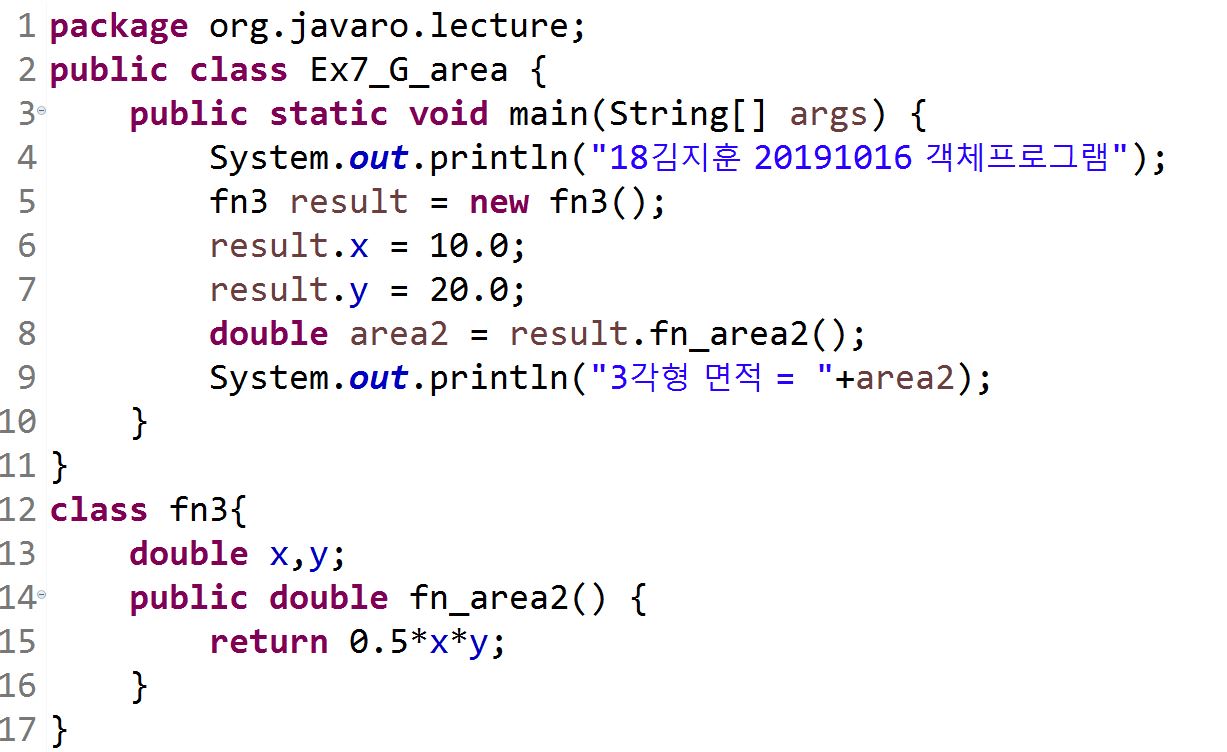 1 package org.javaro.lecture;
2 public class Ex7_G_area {
3 public static void main(String[] args) {
4 System.out.println("18김지훈 20191016 객체프로그램");
5 fn3 result = new fn3();
6 result.x = 10.0;
7 result.y = 20.0;
8 double area2 = result.fn_area2();
9 System.out.println("3각형 면적 = "+area2);
10 }
11 }
12 class fn3{
13 double x,y;
14 public double fn_area2() {
15 return 0.5*x*y;
16 }
17 }